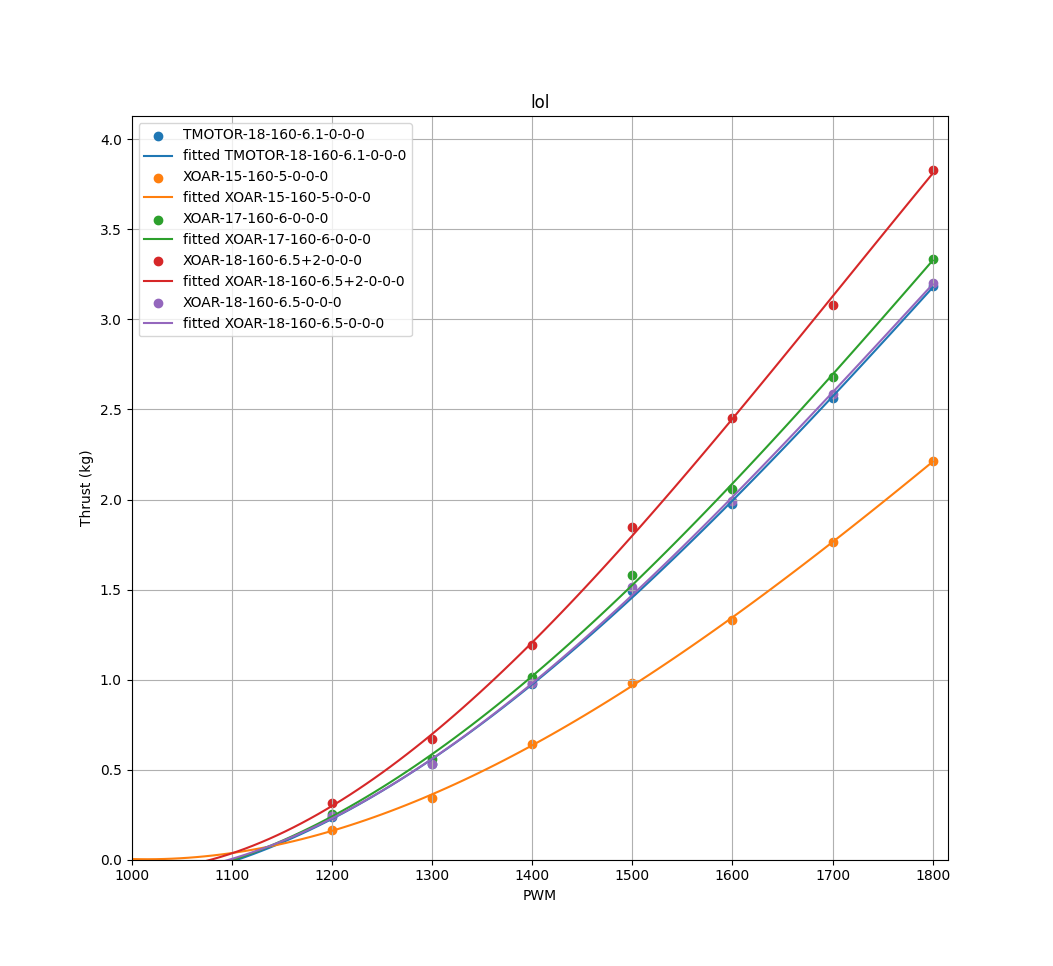 lol
TMOTOR-18-160-6.1-0-0-0
fitted TMOTOR-18-160-6.1-0-0-0
XOAR-15-160-5-0-0-0
fitted XOAR-15-160-5-0-0-0
XOAR-17-160-6-0-0-0
fitted XOAR-17-160-6-0-0-0
XOAR-18-160-6.5+2-0-0-0
fitted XOAR-18-160-6.5+2-0-0-0
XOAR-18-160-6.5-0-0-0
fitted XOAR-18-160-6.5-0-0-0
4.0
3.5
3.0
2.5
2.0
1.5
1.0
0.5
0.0
Thrust (kg)
1000 1100 1200 1300 1400 1500 1600 1700 1800
PWM